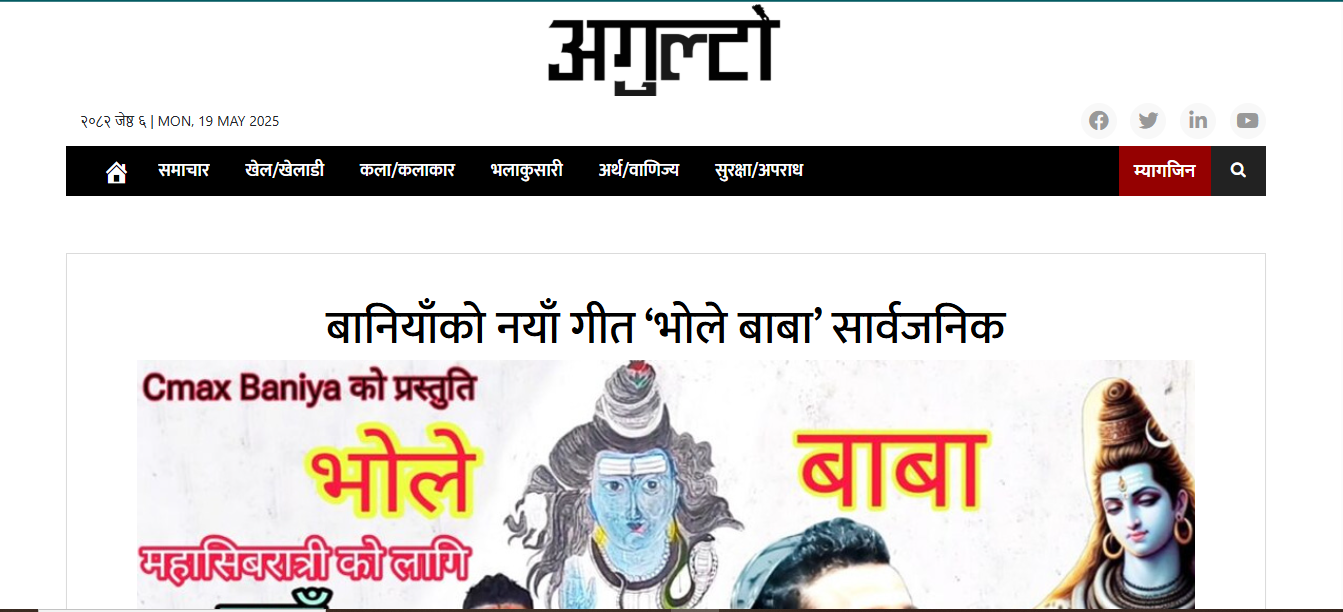 अगुल्टो
२०८२ जेष्ठ ६ | MON, 19 MAY 2025
समाचार खेल/खेलाडी कला/कलाकार भलाकुसारी अर्थ/वाणिज्य सुरक्षा/अपराध म्यागजिन
बानियाँको नयाँ गीत ‘भोले बाबा’ सार्वजनिक
Cmax Baniya को प्रस्तुति
भोले बाबा
महासिबरात्री को लागि